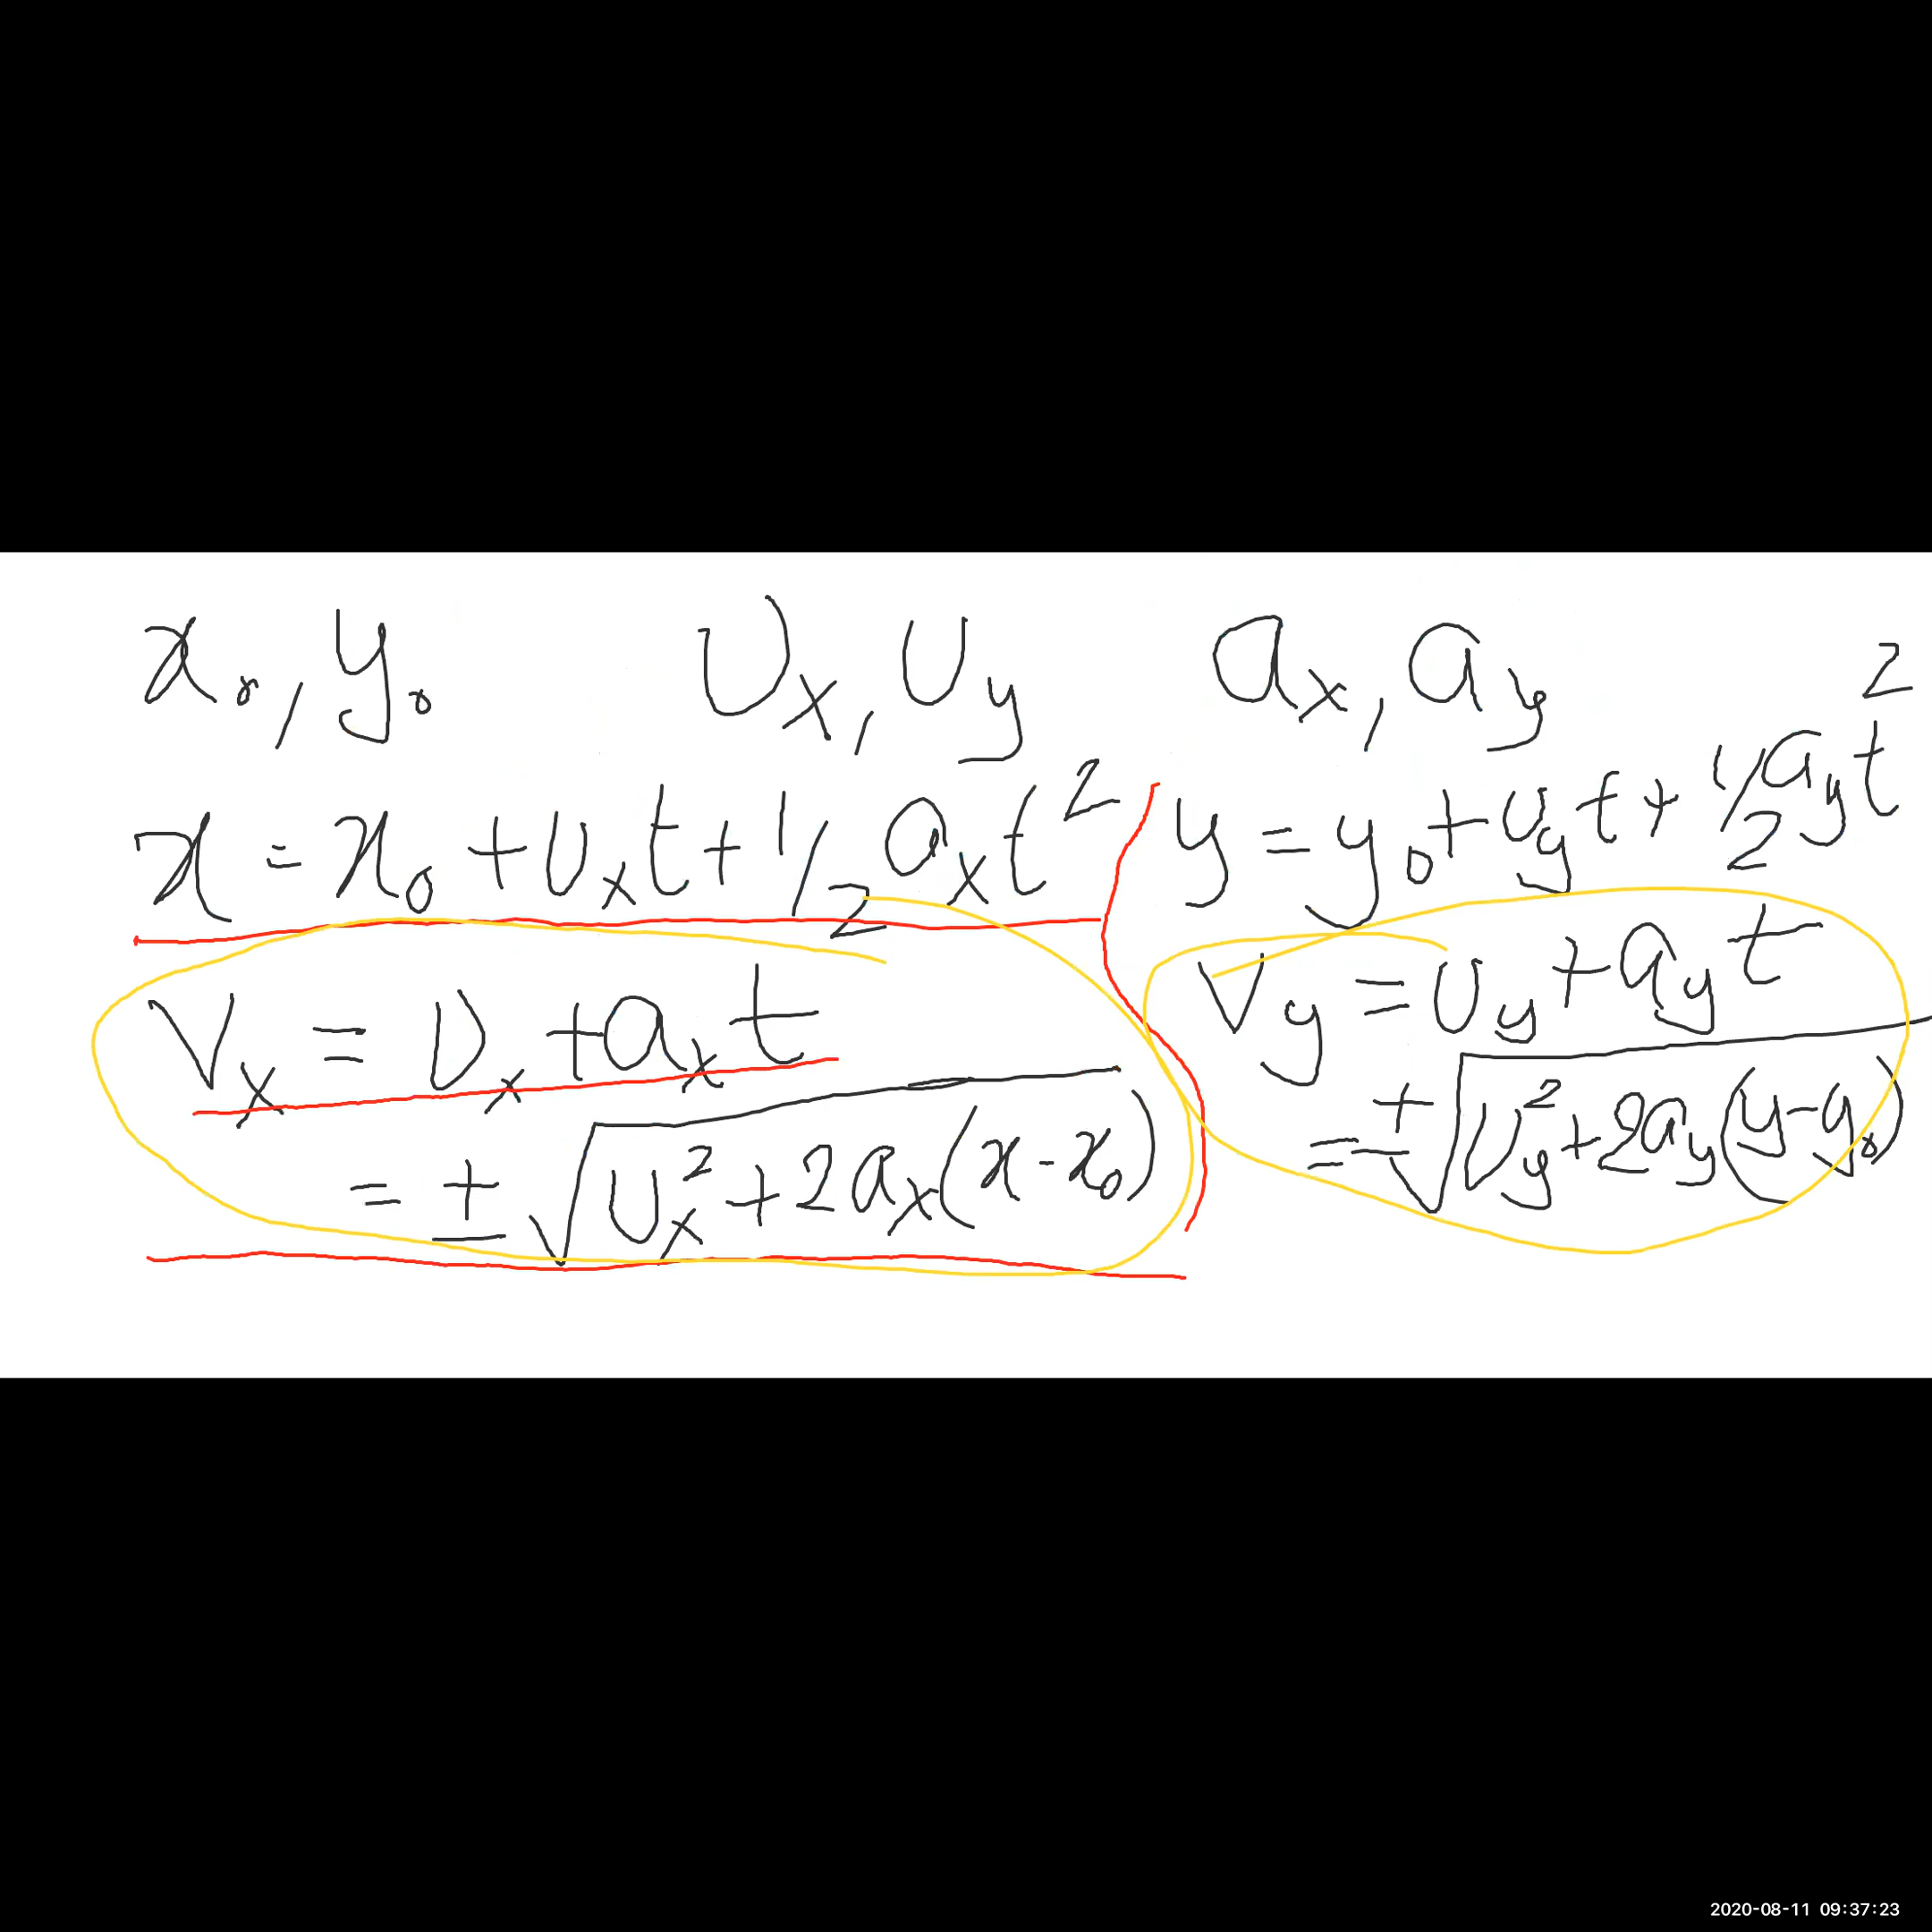 x₀, y₀ u_x, u_y a_x, a_y
x = x₀ + u_x t + 1/2 a_x t²
y = y₀ + u_y t + 1/2 a_y t²
v_x = u_x + a_x t
= ± √(u_x² + 2a_x(x - x₀))
v_y = u_y + a_y t
= ± √(u_y² + 2a_y(y - y₀))
2020-08-11 09:37:23